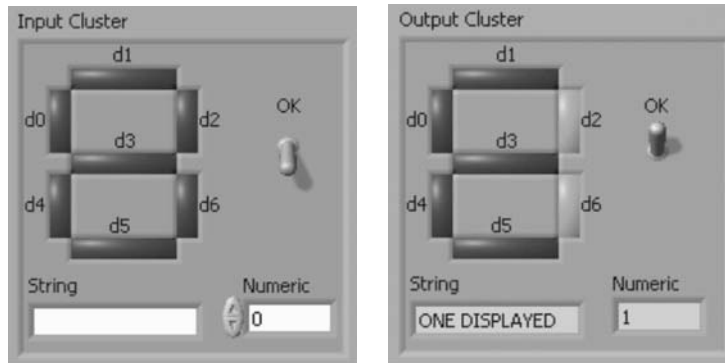 Input Cluster
d1
OK
d0
d2
d3
d4
d6
d5
String
Numeric
0
Output Cluster
d1
OK
d0
d2
d3
d4
d6
d5
String
Numeric
ONE DISPLAYED
1